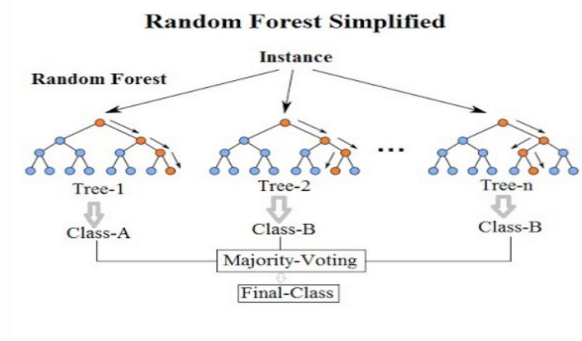 Random Forest Simplified
Instance
Random Forest
...
Tree-1
Tree-2
Tree-n
Class-A
Class-B
Class-B
Majority-Voting
Final-Class